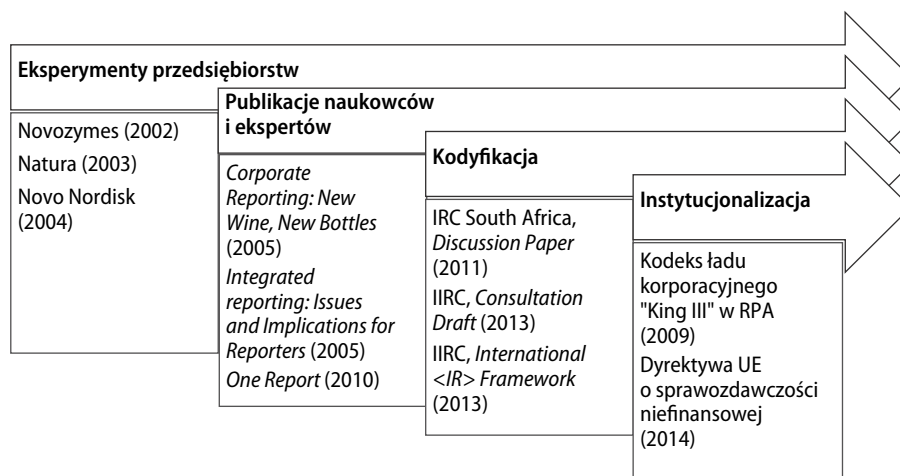 Eksperymenty przedsiębiorstw
Novozymes (2002)
Natura (2003)
Novo Nordisk
(2004)
Publikacje naukowców
i ekspertów
Corporate
Reporting: New
Wine, New Bottles
(2005)
Integrated
reporting: Issues
and Implications for
Reporters (2005)
One Report (2010)
Kodyfikacja
IRC South Africa,
Discussion Paper
(2011)
IIRC, Consultation
Draft (2013)
IIRC, International
<IR> Framework
(2013)
Instytucjonalizacja
Kodeks ładu
korporacyjnego
"King III" w RPA
(2009)
Dyrektywa UE
o sprawozdawczości
niefinansowej
(2014)